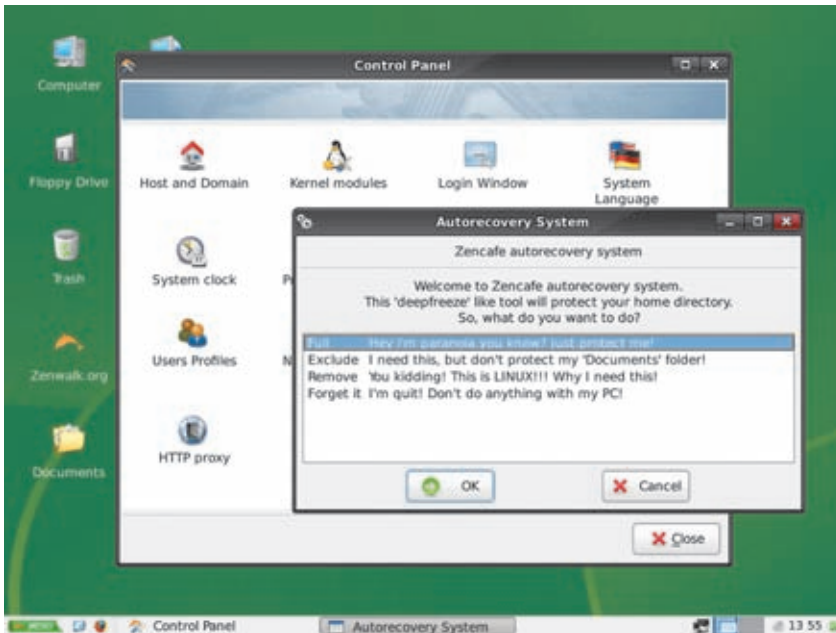 Computer
Floppy Drive
Trash
Zenwalk.org
Documents
Control Panel
Host and Domain
Kernel modules
Login Window
System
Language
System clock
Users Profiles
HTTP proxy
Autorecovery System
Zencafe autorecovery system
Welcome to Zencafe autorecovery system.
This 'deepfreeze' like tool will protect your home directory.
So, what do you want to do?
Full Hey I'm paranoia you know! just protect me!
Exclude I need this, but don't protect my 'Documents' folder!
Remove You kidding! This is LINUX!!! Why I need this!
Forget it I'm quit! Don't do anything with my PC!
OK
Cancel
Close
Control Panel
Autorecovery System
13 55